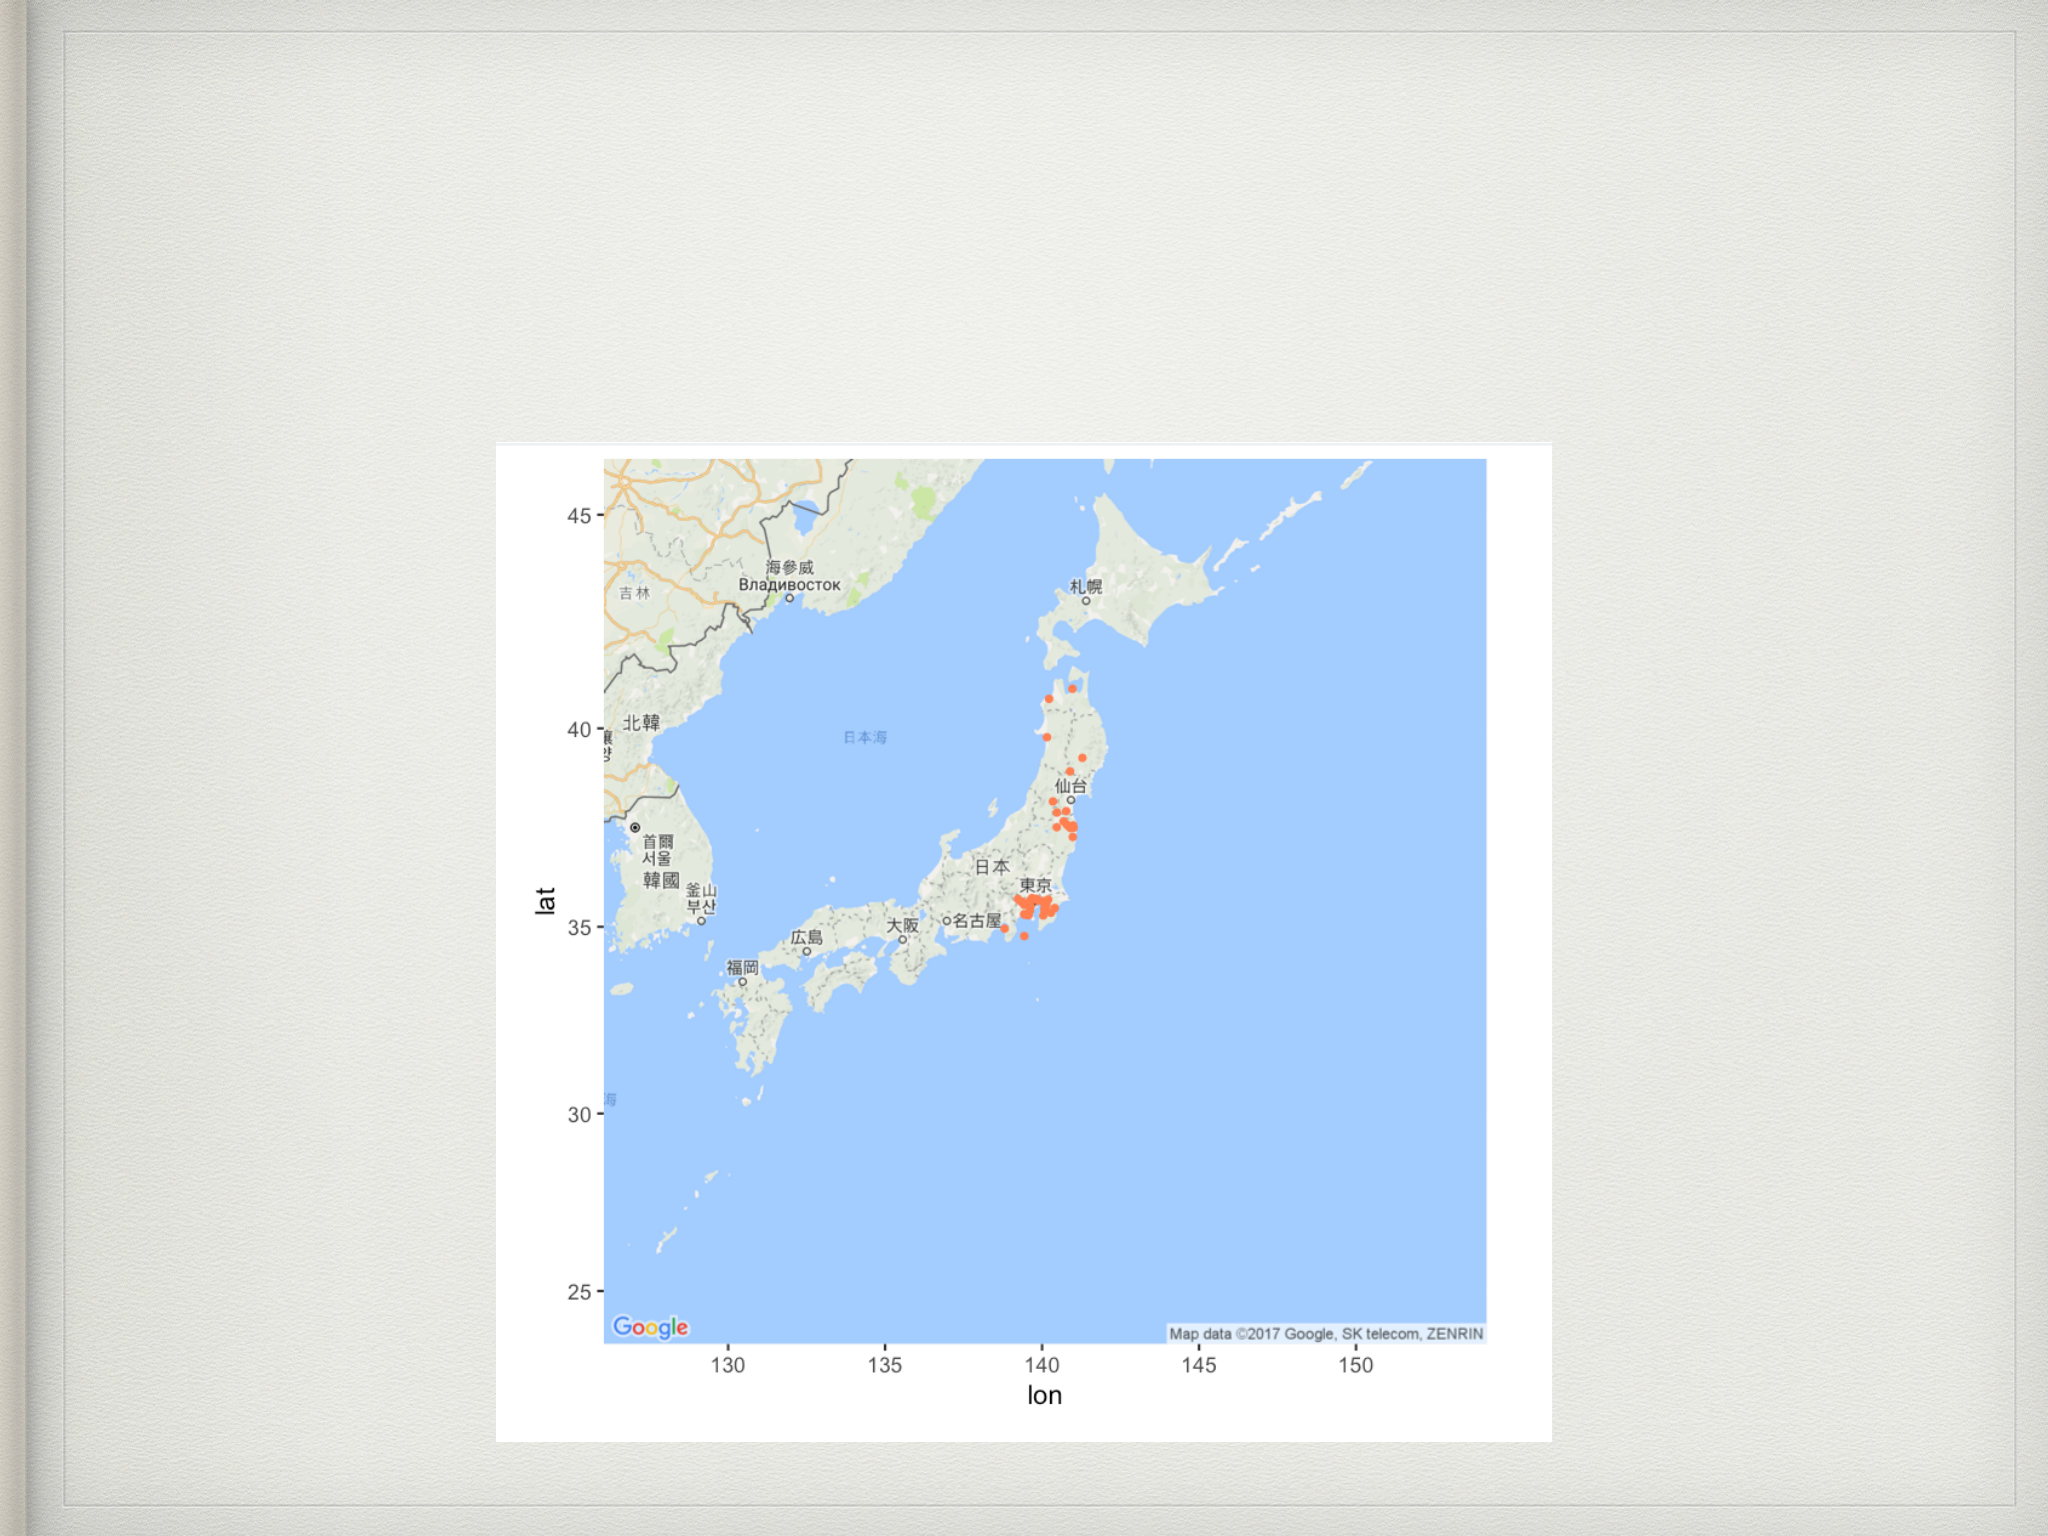 45
40
35
30
25
lat
海參威
Владивосток
吉林
札幌
北韓
日本海
仙台
首爾
서울
韓國
釜山
부산
日本
東京
名古屋
大阪
広島
福岡
海
Google
Map data ©2017 Google, SK telecom, ZENRIN
130
135
140
145
150
lon